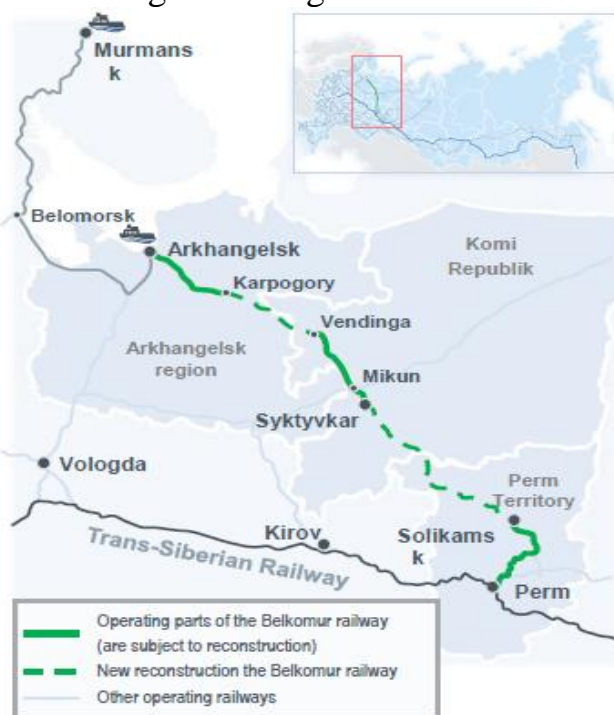 Murmans
k
Belomorsk
Arkhangelsk
Komi
Republik
Karpogory
Vendinga
Arkhangelsk
region
Mikun
Syktyvkar
Vologda
Perm
Territory
Kirov
Solikams
k
Trans-Siberian Railway
Perm
Operating parts of the Belkomur railway
(are subject to reconstruction)
New reconstruction the Belkomur railway
Other operating railways